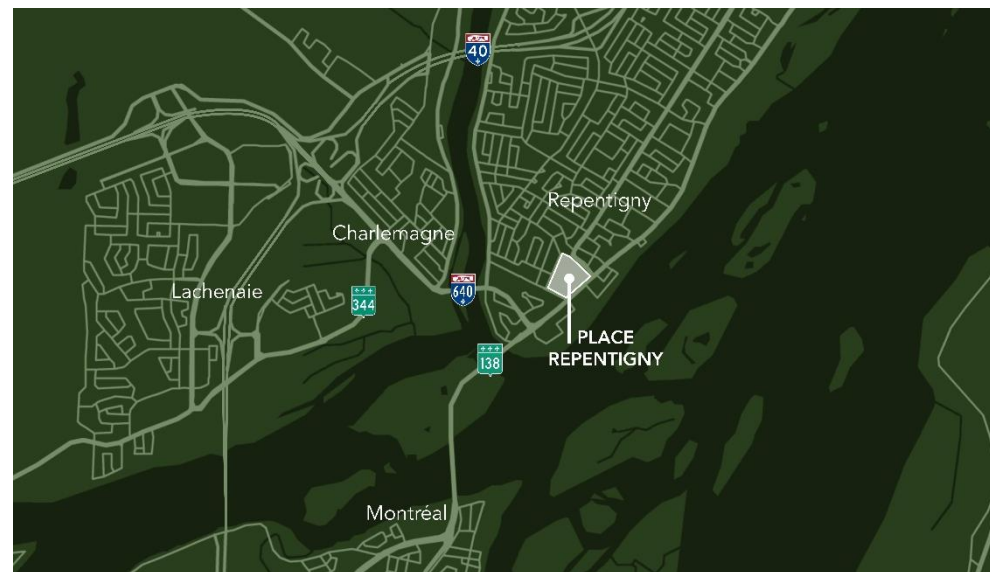 40
Repentigny
Charlemagne
Lachenaie
640
344
PLACE
REPENTIGNY
138
Montréal